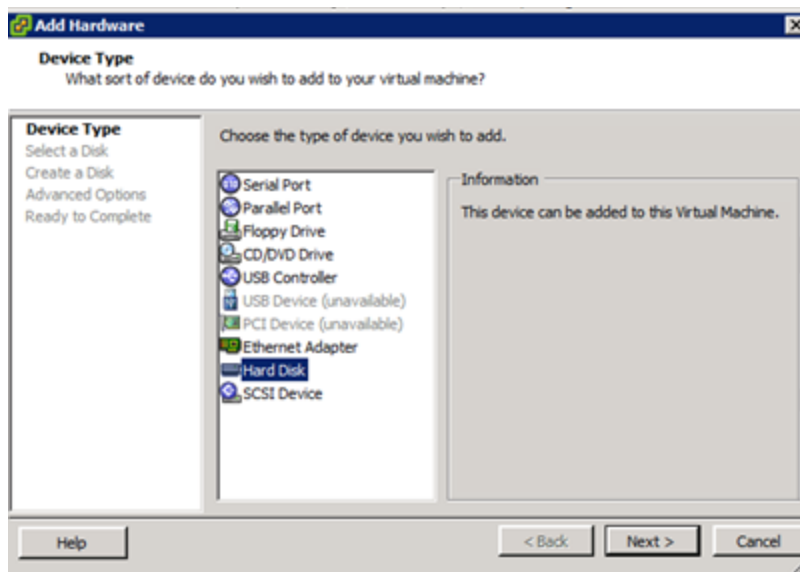 Add Hardware
Device Type
What sort of device do you wish to add to your virtual machine?
Device Type
Select a Disk
Create a Disk
Advanced Options
Ready to Complete
Choose the type of device you wish to add.
Serial Port
Parallel Port
Floppy Drive
CD/DVD Drive
USB Controller
USB Device (unavailable)
PCI Device (unavailable)
Ethernet Adapter
Hard Disk
SCSI Device
Information
This device can be added to this Virtual Machine.
Help
< Back
Next >
Cancel